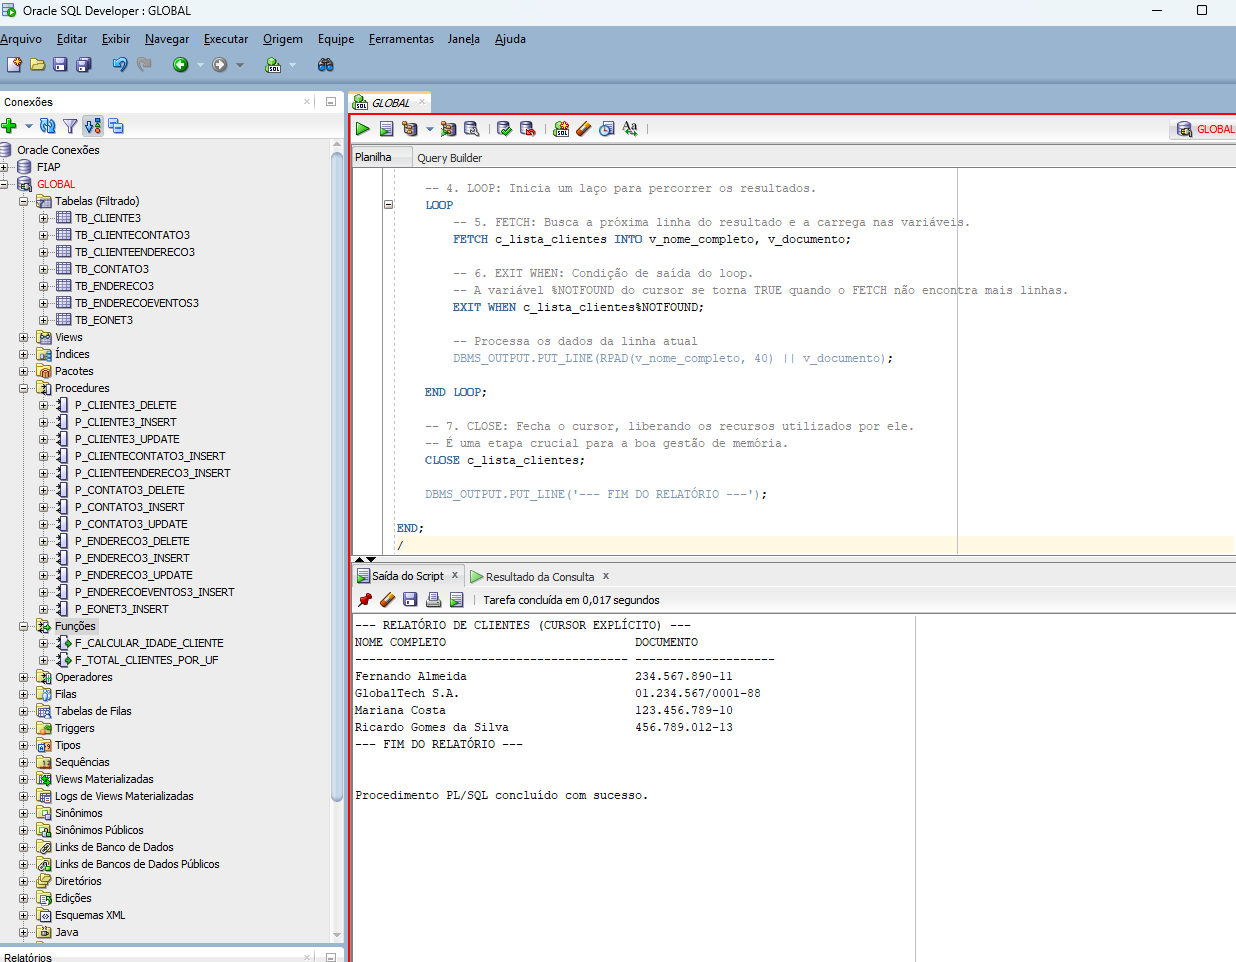 Oracle SQL Developer : GLOBAL
Arquivo Editar Exibir Navegar Executar Origem Equipe Ferramentas Janela Ajuda
Conexões
Oracle Conexões
FIAP
GLOBAL
Tabelas (Filtrado)
TB_CLIENTE3
TB_CLIENTECONTATO3
TB_CLIENTEENDERECO3
TB_CONTATO3
TB_ENDERECO3
TB_ENDERECOEVENTOS3
TB_EONET3
Views
Índices
Pacotes
Procedures
P_CLIENTE3_DELETE
P_CLIENTE3_INSERT
P_CLIENTE3_UPDATE
P_CLIENTECONTATO3_INSERT
P_CLIENTEENDERECO3_INSERT
P_CONTATO3_DELETE
P_CONTATO3_INSERT
P_CONTATO3_UPDATE
P_ENDERECO3_DELETE
P_ENDERECO3_INSERT
P_ENDERECO3_UPDATE
P_ENDERECOEVENTOS3_INSERT
P_EONET3_INSERT
Funções
F_CALCULAR_IDADE_CLIENTE
F_TOTAL_CLIENTES_POR_UF
Operadores
Filas
Tabelas de Filas
Triggers
Tipos
Sequências
Views Materializadas
Logs de Views Materializadas
Sinônimos
Sinônimos Públicos
Links de Banco de Dados
Links de Bancos de Dados Públicos
Diretórios
Edições
Esquemas XML
Java
Relatórios
GLOBAL
GLOBAL
Planilha Query Builder
-- 4. LOOP: Inicia um laço para percorrer os resultados.
LOOP
-- 5. FETCH: Busca a próxima linha do resultado e a carrega nas variáveis.
FETCH c_lista_clientes INTO v_nome_completo, v_documento;
-- 6. EXIT WHEN: Condição de saída do loop.
-- A variável %NOTFOUND do cursor se torna TRUE quando o FETCH não encontra mais linhas.
EXIT WHEN c_lista_clientes%NOTFOUND;
-- Processa os dados da linha atual
DBMS_OUTPUT.PUT_LINE(RPAD(v_nome_completo, 40) || v_documento);
END LOOP;
-- 7. CLOSE: Fecha o cursor, liberando os recursos utilizados por ele.
-- É uma etapa crucial para a boa gestão de memória.
CLOSE c_lista_clientes;
DBMS_OUTPUT.PUT_LINE('--- FIM DO RELATÓRIO ---');
END;
/
Saída do Script x Resultado da Consulta x
Tarefa concluída em 0,017 segundos
--- RELATÓRIO DE CLIENTES (CURSOR EXPLÍCITO) ---
NOME COMPLETO DOCUMENTO
--------------------------------------- --------------------
Fernando Almeida 234.567.890-11
GlobalTech S.A. 01.234.567/0001-88
Mariana Costa 123.456.789-10
Ricardo Gomes da Silva 456.789.012-13
--- FIM DO RELATÓRIO ---
Procedimento PL/SQL concluído com sucesso.